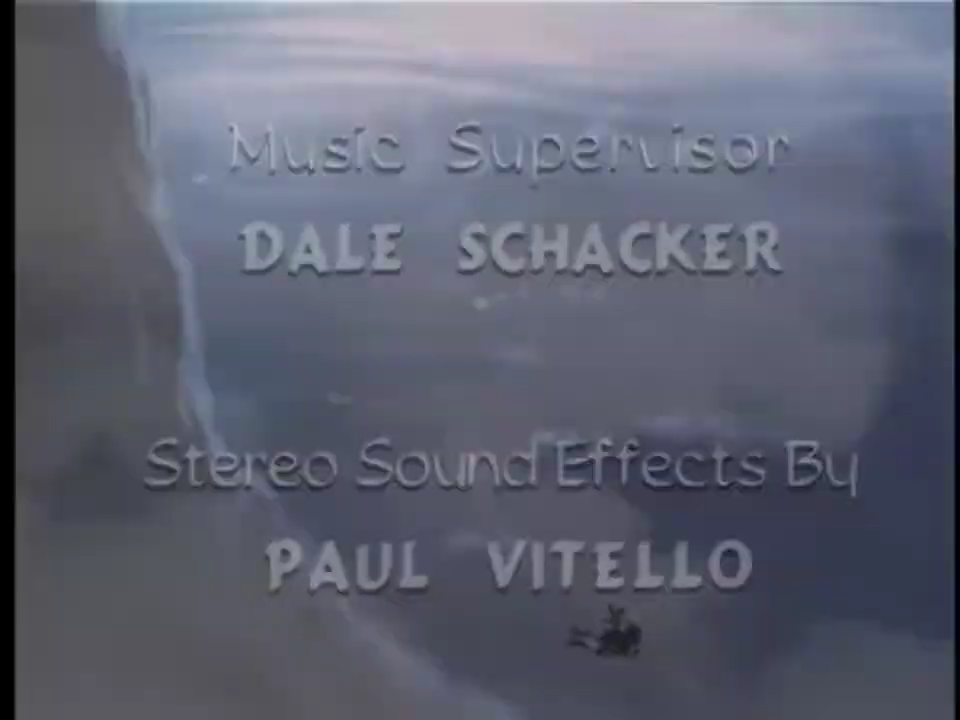 Music Supervisor
DALE SCHACKER
Stereo Sound Effects By
PAUL VITELLO